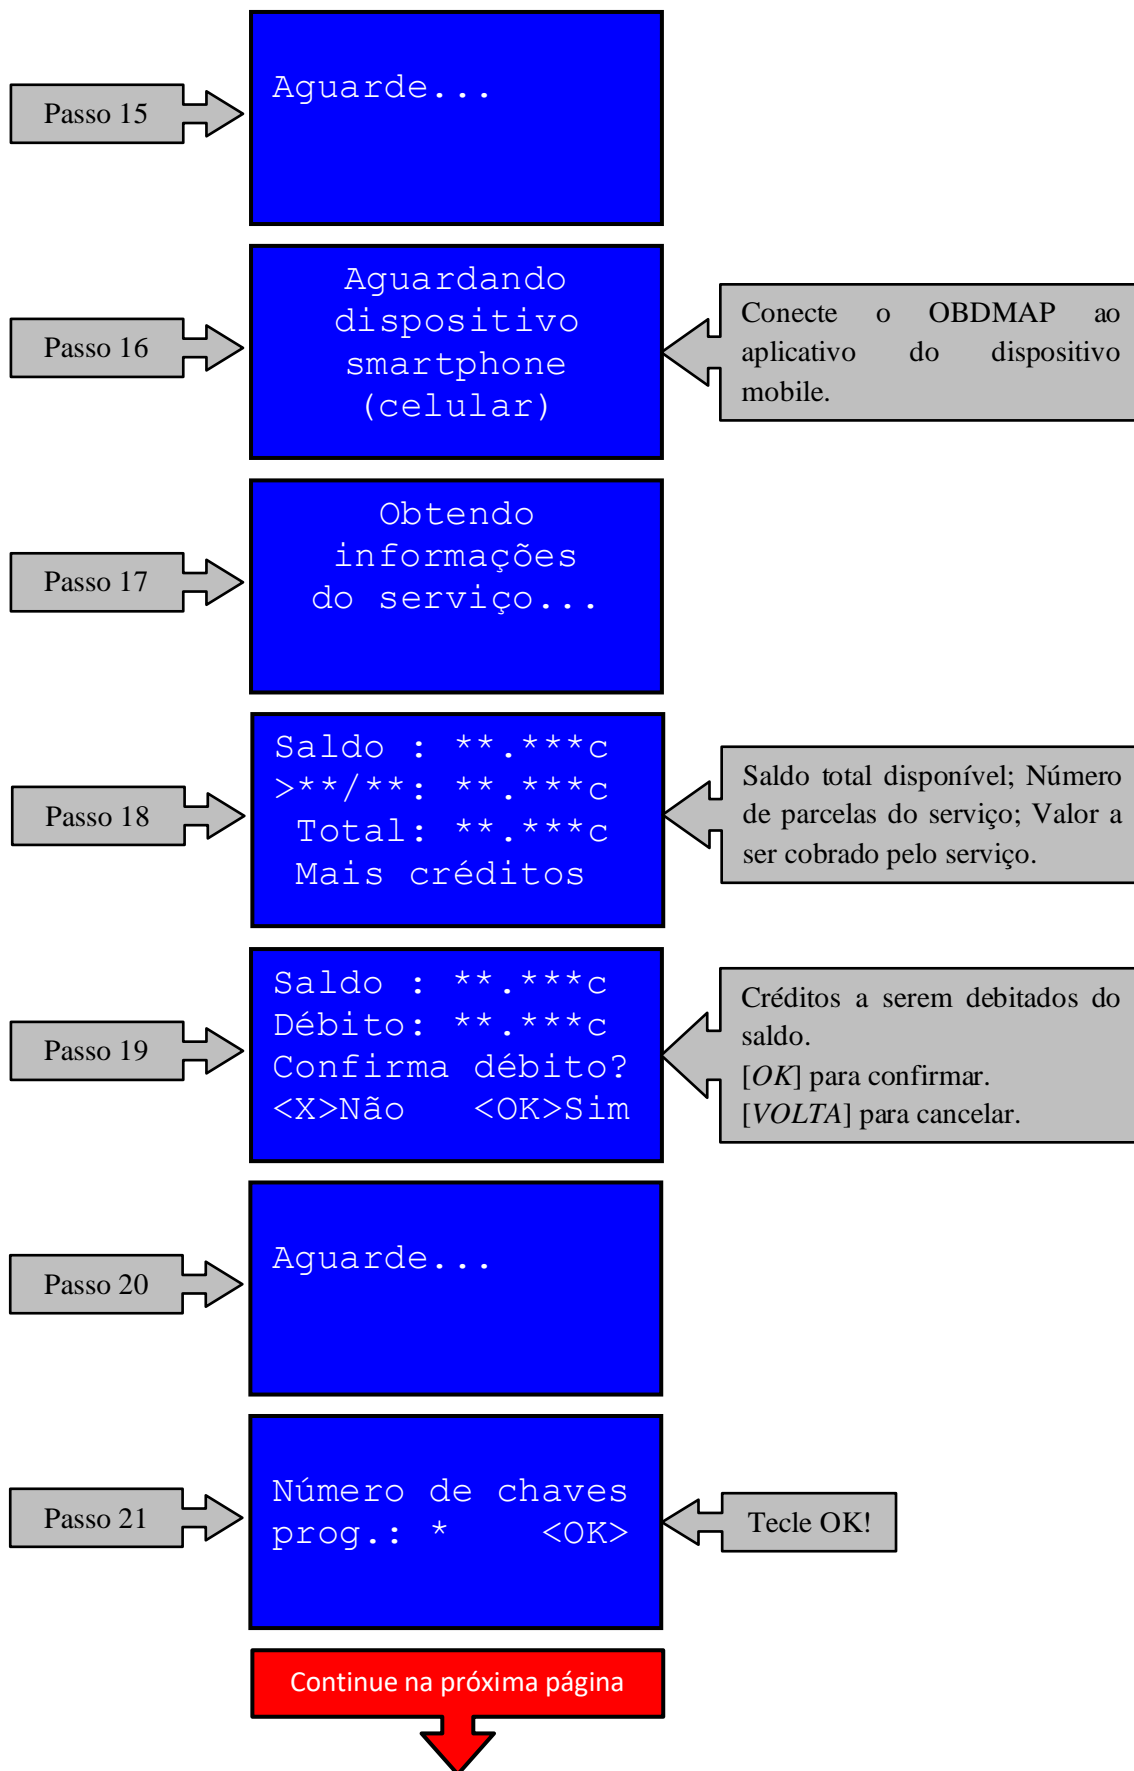 Passo 15
Aguarde...
Passo 16
Aguardando
dispositivo
smartphone
(celular)
Conecte o OBDMAP ao
aplicativo do dispositivo
mobile.
Passo 17
Obtendo
informações
do serviço...
Passo 18
Saldo : **.***c
>**/**: **.***c
Total: **.***c
Mais créditos
Saldo total disponível; Número
de parcelas do serviço; Valor a
ser cobrado pelo serviço.
Passo 19
Saldo : **.***c
Débito: **.***c
Confirma débito?
<X>Não <OK>Sim
Créditos a serem debitados do
saldo.
[OK] para confirmar.
[VOLTA] para cancelar.
Passo 20
Aguarde...
Passo 21
Número de chaves
prog.: * <OK>
Tecle OK!
Continue na próxima página